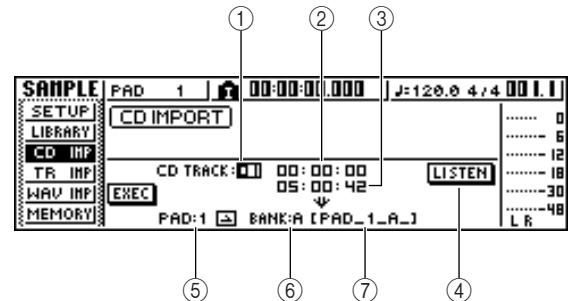 ① ② ③
SAMPLE PAD 1 00:00:00.000 ♩=120.0 4/4 001.1
SETUP
LIBRARY
CD IMP
TR IMP
WAV IMP
MEMORY
CD IMPORT
CD TRACK:01 00:00:00
05:00:42
EXEC
LISTEN
PAD:1 BANK:A [PAD_1_A_]
0
6
12
18
30
48
L R
⑤ ⑥ ⑦ ④